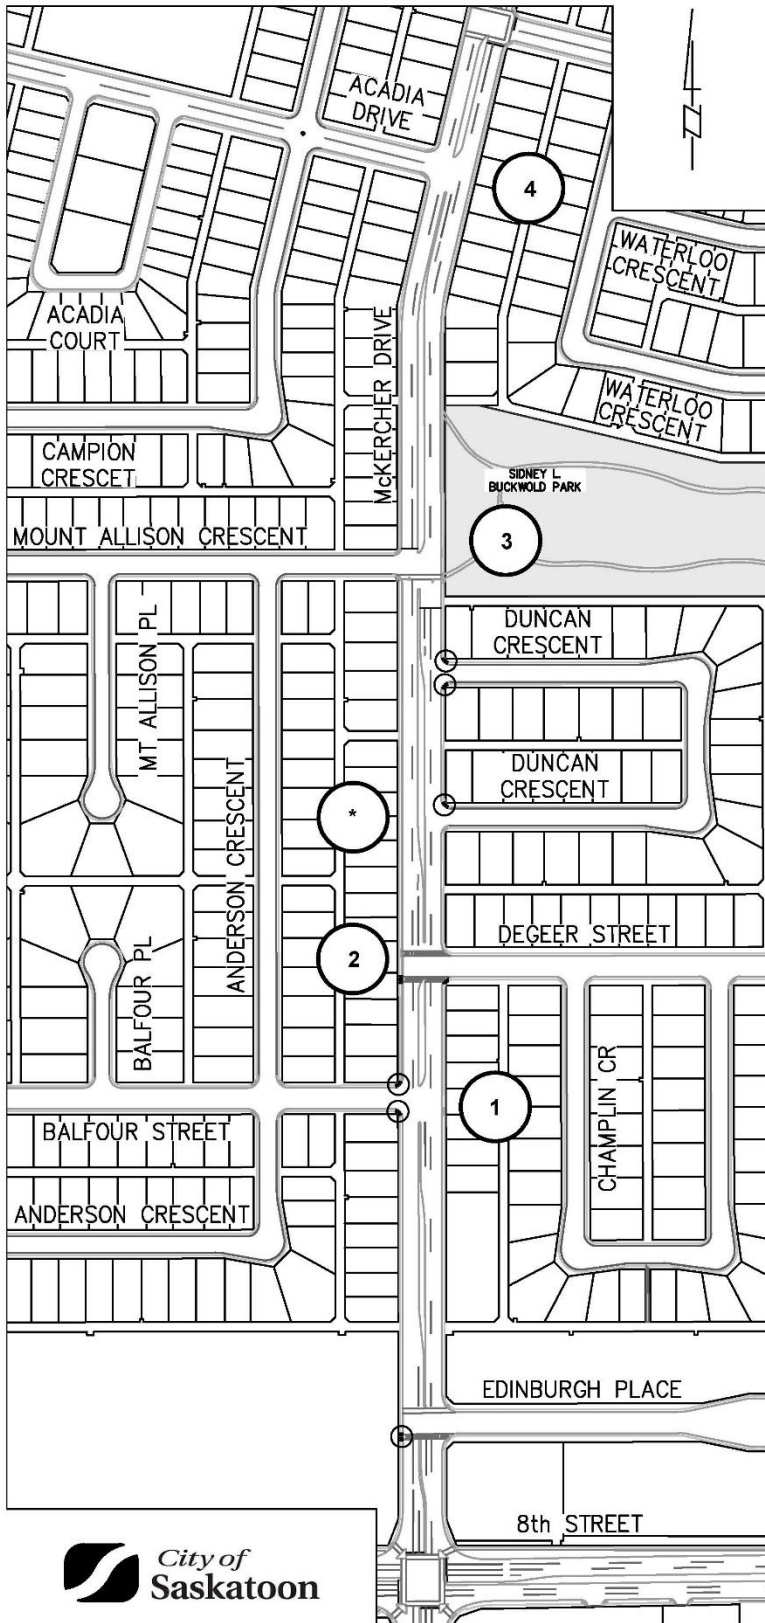 ACADIA
DRIVE
4
WATERLOO
CRESCENT
ACADIA
COURT
McKERCHER DRIVE
WATERLOO
CRESCENT
CAMPION
CRESCET
SIDNEY L.
BUCKWOLD PARK
MOUNT ALLISON CRESCENT
3
DUNCAN
CRESCENT
MT ALLISON PL
DUNCAN
CRESCENT
*
ANDERSON CRESCENT
DEGEER STREET
2
BALFOUR PL
1
CHAMPLIN CR
BALFOUR STREET
ANDERSON CRESCENT
EDINBURGH PLACE
8th STREET
City of
Saskatoon